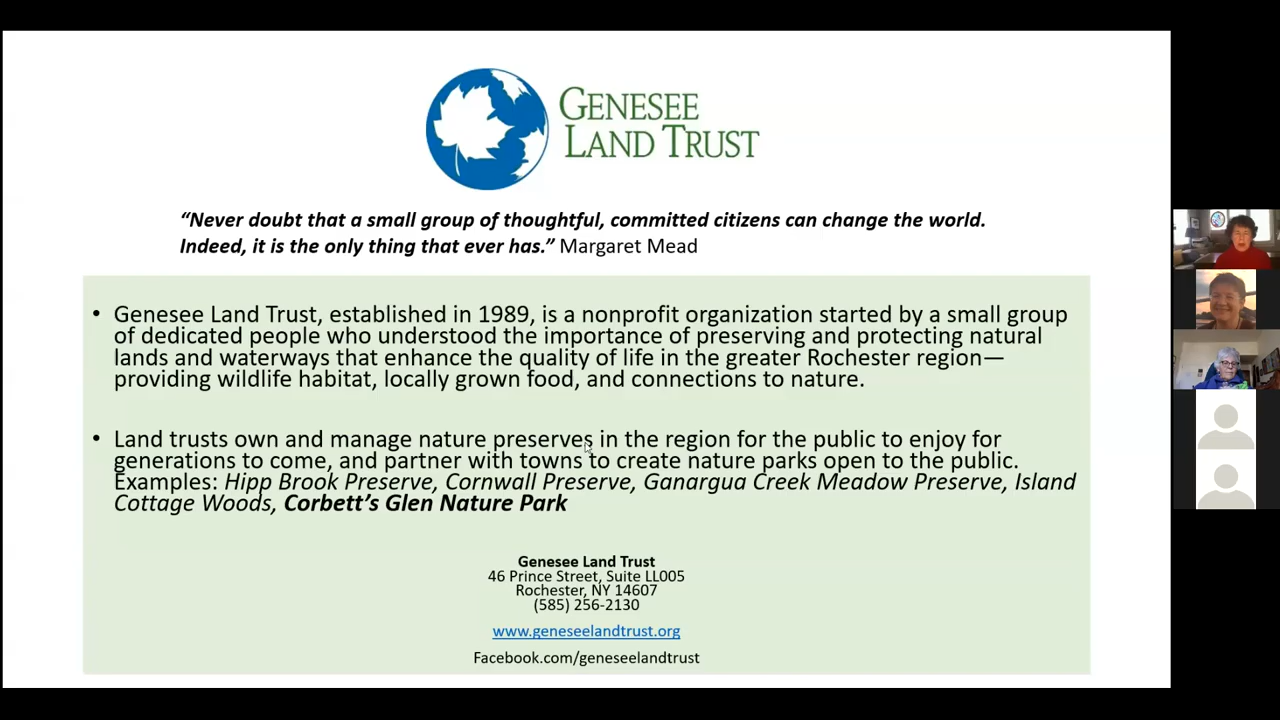 GENESEE
LAND TRUST
“Never doubt that a small group of thoughtful, committed citizens can change the world.
Indeed, it is the only thing that ever has.” Margaret Mead
• Genesee Land Trust, established in 1989, is a nonprofit organization started by a small group
of dedicated people who understood the importance of preserving and protecting natural
lands and waterways that enhance the quality of life in the greater Rochester region—
providing wildlife habitat, locally grown food, and connections to nature.
• Land trusts own and manage nature preserves in the region for the public to enjoy for
generations to come, and partner with towns to create nature parks open to the public.
Examples: Hipp Brook Preserve, Cornwall Preserve, Ganargua Creek Meadow Preserve, Island
Cottage Woods, Corbett’s Glen Nature Park
Genesee Land Trust
46 Prince Street, Suite LL005
Rochester, NY 14607
(585) 256-2130
www.geneseelandtrust.org
Facebook.com/geneseelandtrust